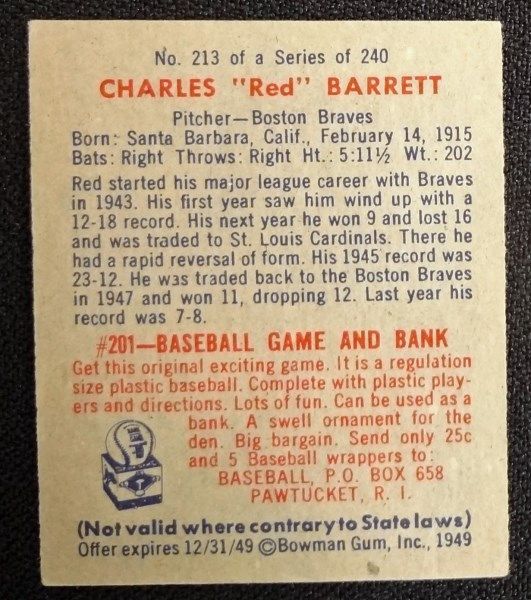 No. 213 of a Series of 240
CHARLES "Red" BARRETT
Pitcher—Boston Braves
Born: Santa Barbara, Calif., February 14, 1915
Bats: Right Throws: Right Ht.: 5:11½ Wt.: 202
Red started his major league career with Braves
in 1943. His first year saw him wind up with a
12-18 record. His next year he won 9 and lost 16
and was traded to St. Louis Cardinals. There he
had a rapid reversal of form. His 1945 record was
23-12. He was traded back to the Boston Braves
in 1947 and won 11, dropping 12. Last year his
record was 7-8.
#201—BASEBALL GAME AND BANK
Get this original exciting game. It is a regulation
size plastic baseball. Complete with plastic play-
ers and directions. Lots of fun. Can be used as a
bank. A swell ornament for the
den. Big bargain. Send only 25c
and 5 Baseball wrappers to:
BASEBALL, P.O. BOX 658
PAWTUCKET, R. I.
(Not valid where contrary to State laws)
Offer expires 12/31/49 ©Bowman Gum, Inc., 1949